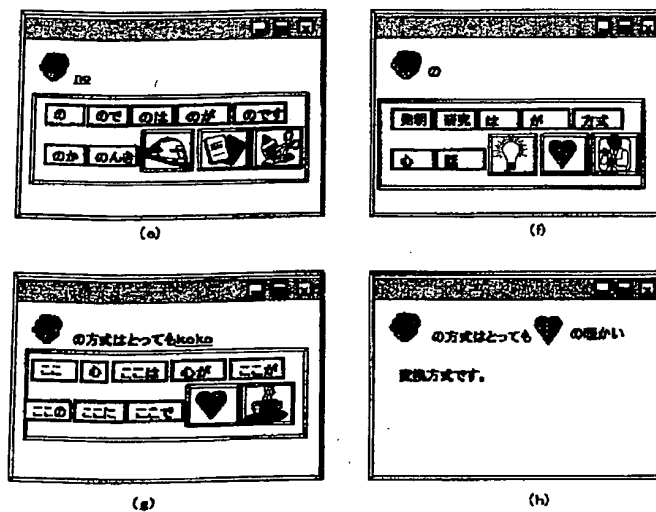 no
の ので のは のが のです
のか のんき
(e)
の
発明 研究 は が 方式
心 話
(f)
の方式はとってもkoko
ここ 心 ここは 心が ここが
ここの ここに ここで
(g)
の方式はとっても の暖かい
変換方式です。
(h)